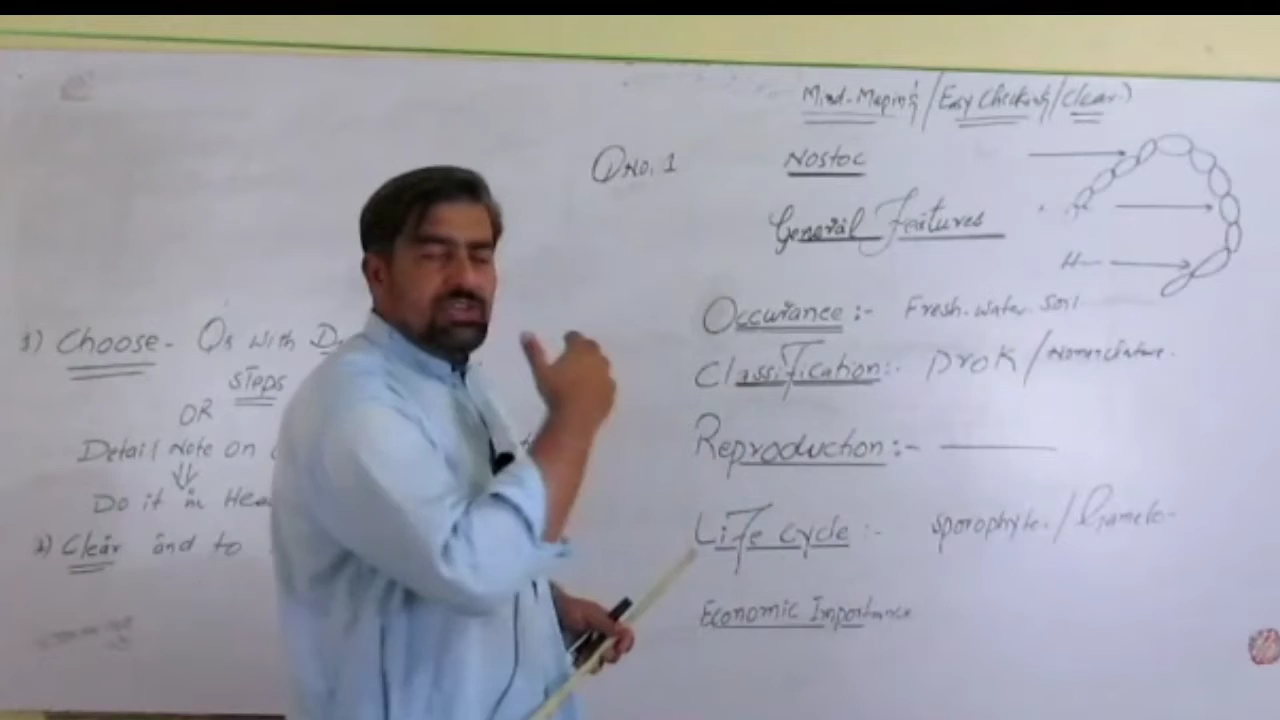 Mind-Maping/Easy Checking/Clear)
QNO.1
Nostoc
General Features
H
Occurance:- Fresh-water soil
Classification:- Prok/Nomenclature.
Reproduction:-
Life cycle:- sporophyte./Gameto-
Economic Importance
1) Choose- Qs with
STEPS
OR
Detail Note on
Do it in
2) Clear and to